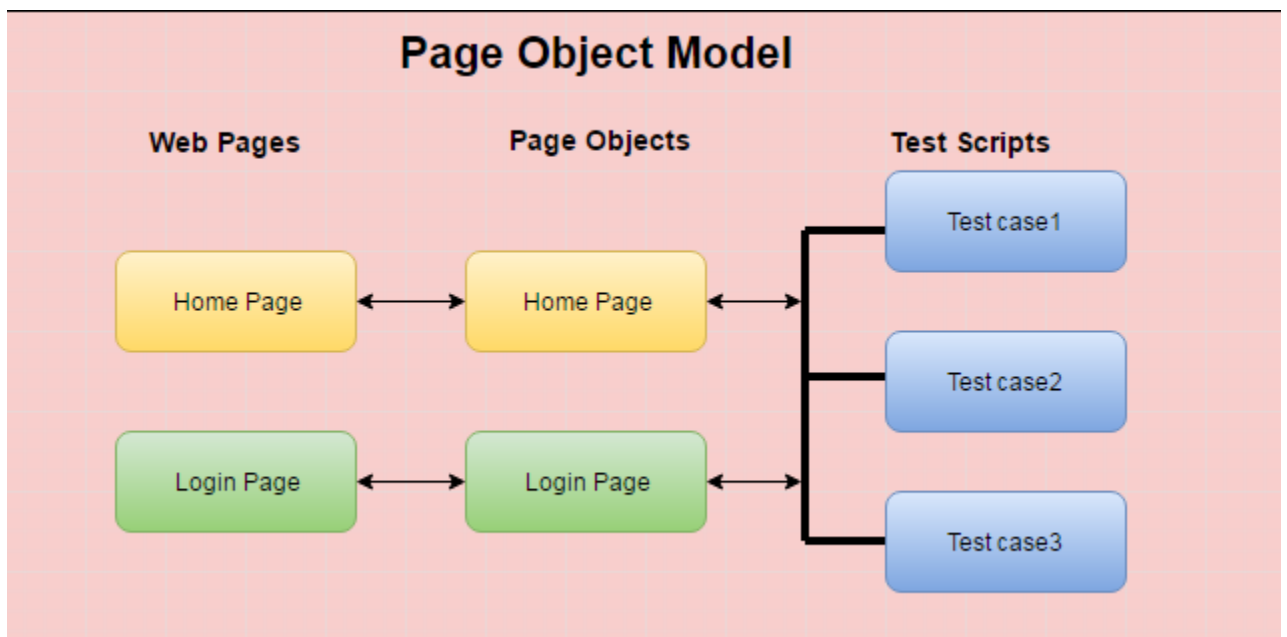 Page Object Model
Web Pages
Page Objects
Test Scripts
Test case1
Home Page
Home Page
Test case2
Login Page
Login Page
Test case3